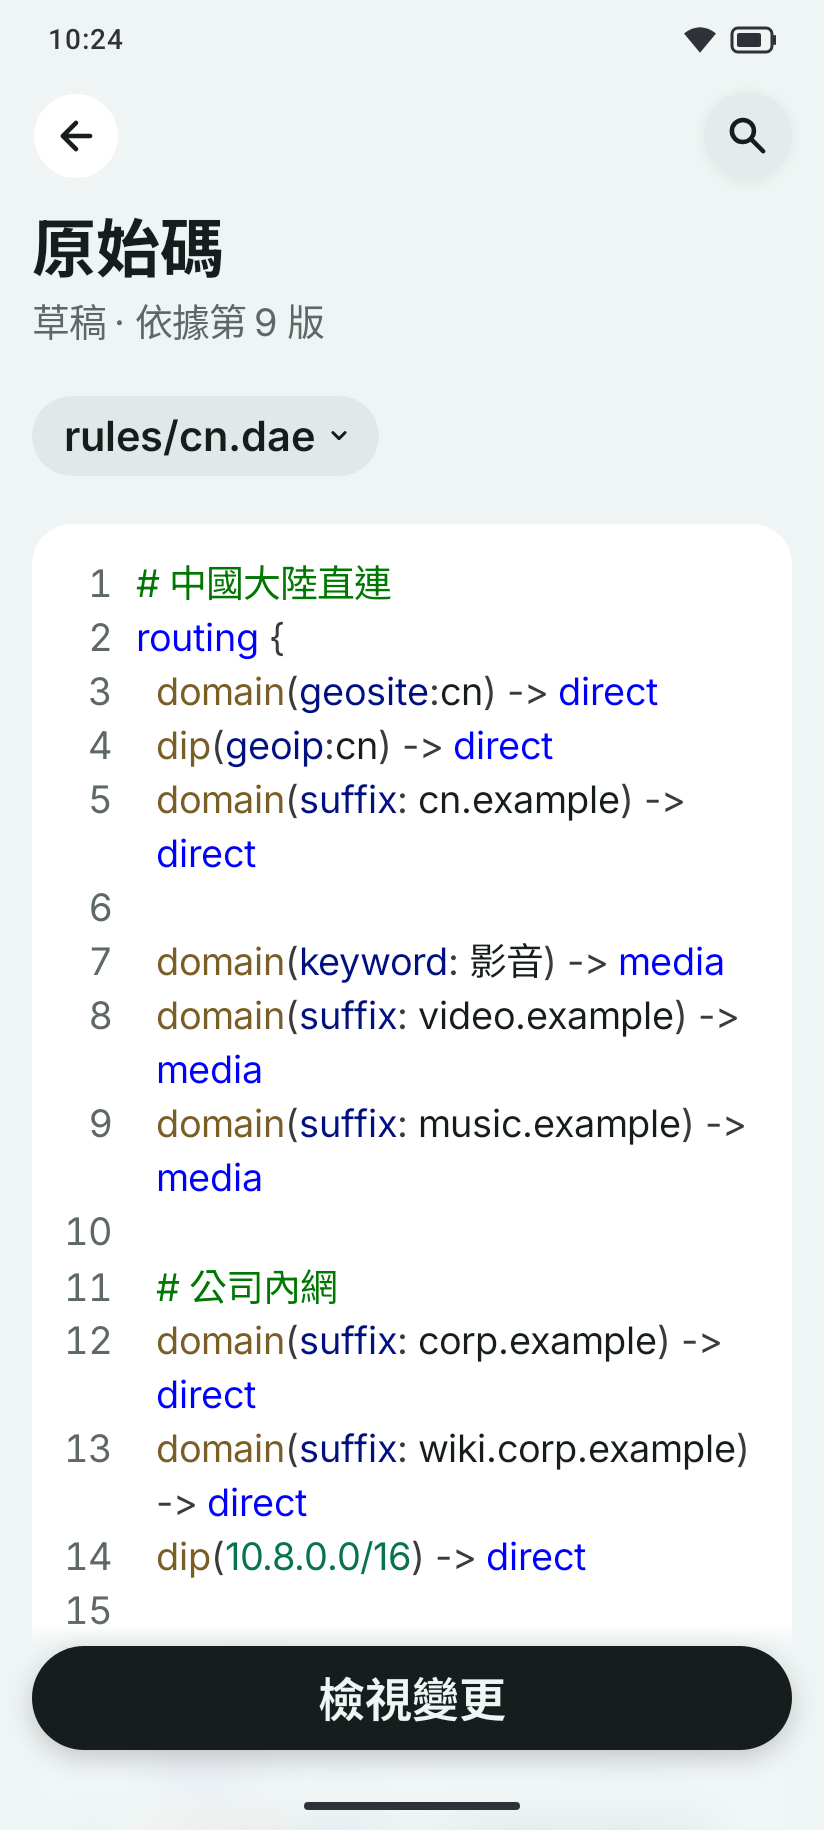 10:24
原始碼
草稿 · 依據第 9 版
rules/cn.dae
1 # 中國大陸直連
2 routing {
3 domain(geosite:cn) -> direct
4 dip(geoip:cn) -> direct
5 domain(suffix: cn.example) ->
direct
6
7 domain(keyword: 影音) -> media
8 domain(suffix: video.example) ->
media
9 domain(suffix: music.example) ->
media
10
11 # 公司內網
12 domain(suffix: corp.example) ->
direct
13 domain(suffix: wiki.corp.example)
-> direct
14 dip(10.8.0.0/16) -> direct
15
檢視變更